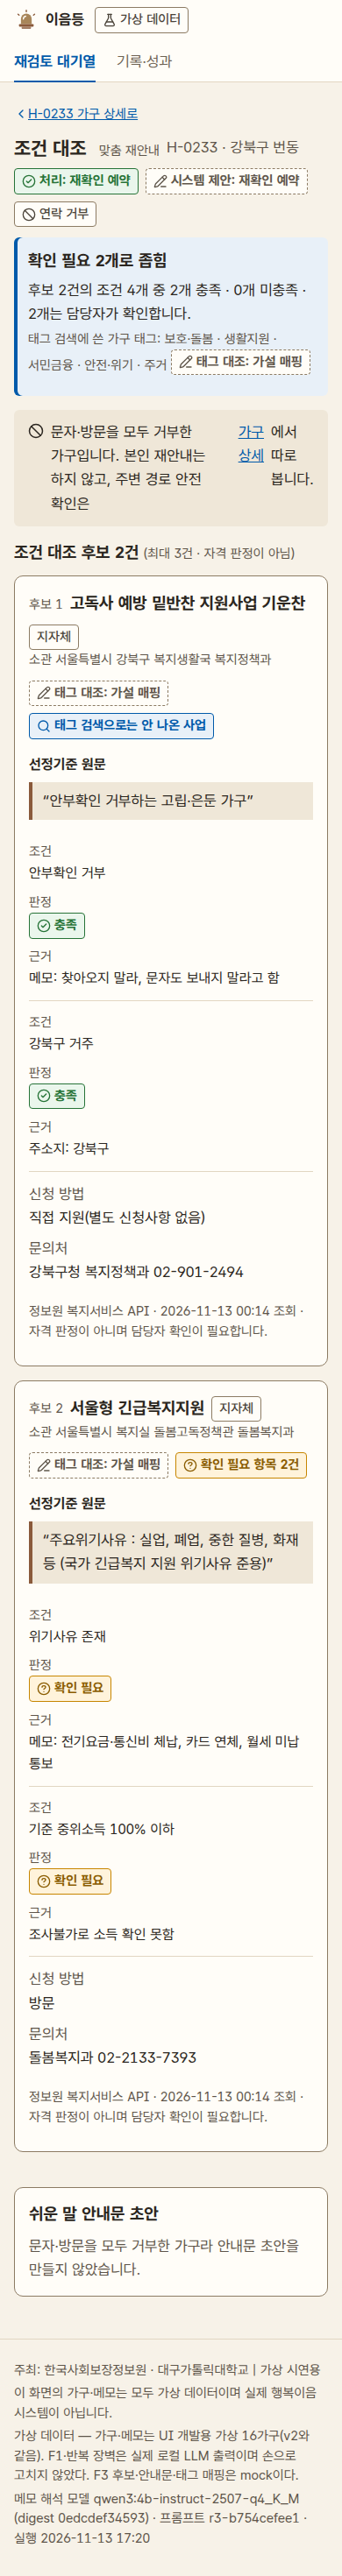 이음등 가상 데이터
재검토 대기열 기록·성과
H-0233 가구 상세로
조건 대조 맞춤 재안내 H-0233 · 강북구 번동
처리: 재확인 예약 시스템 제안: 재확인 예약
연락 거부
확인 필요 2개로 좁힘
후보 2건의 조건 4개 중 2개 충족 · 0개 미충족 ·
2개는 담당자가 확인합니다.
태그 검색에 쓴 가구 태그: 보호·돌봄 · 생활지원 ·
서민금융 · 안전·위기 · 주거 태그 대조: 가설 매핑
문자·방문을 모두 거부한
가구입니다. 본인 재안내는
하지 않고, 주변 경로 안전
확인은
가구
상세
에서
따로
봅니다.
조건 대조 후보 2건 (최대 3건 · 자격 판정이 아님)
후보 1 고독사 예방 밑반찬 지원사업 기운찬
지자체
소관 서울특별시 강북구 복지생활국 복지정책과
태그 대조: 가설 매핑
태그 검색으로는 안 나온 사업
선정기준 원문
“안부확인 거부하는 고립·은둔 가구”
조건
안부확인 거부
판정
충족
근거
메모: 찾아오지 말라, 문자도 보내지 말라고 함
조건
강북구 거주
판정
충족
근거
주소지: 강북구
신청 방법
직접 지원(별도 신청사항 없음)
문의처
강북구청 복지정책과 02-901-2494
정보원 복지서비스 API · 2026-11-13 00:14 조회 ·
자격 판정이 아니며 담당자 확인이 필요합니다.
후보 2 서울형 긴급복지지원 지자체
소관 서울특별시 복지실 돌봄고독정책관 돌봄복지과
태그 대조: 가설 매핑 확인 필요 항목 2건
선정기준 원문
“주요위기사유 : 실업, 폐업, 중한 질병, 화재
등 (국가 긴급복지 지원 위기사유 준용)”
조건
위기사유 존재
판정
확인 필요
근거
메모: 전기요금·통신비 체납, 카드 연체, 월세 미납
통보
조건
기준 중위소득 100% 이하
판정
확인 필요
근거
조사불가로 소득 확인 못함
신청 방법
방문
문의처
돌봄복지과 02-2133-7393
정보원 복지서비스 API · 2026-11-13 00:14 조회 ·
자격 판정이 아니며 담당자 확인이 필요합니다.
쉬운 말 안내문 초안
문자·방문을 모두 거부한 가구라 안내문 초안을
만들지 않았습니다.
주최: 한국사회보장정보원 · 대구가톨릭대학교 | 가상 시연용
이 화면의 가구·메모는 모두 가상 데이터이며 실제 행복이음
시스템이 아닙니다.
가상 데이터 — 가구·메모는 UI 개발용 가상 16가구(v2와
같음). F1·반복 장벽은 실제 로컬 LLM 출력이며 손으로
고치지 않았다. F3 후보·안내문·태그 매핑은 mock이다.
메모 해석 모델 qwen3:4b-instruct-2507-q4_K_M
(digest 0edcdef34593) · 프롬프트 r3-b754cefee1 ·
실행 2026-11-13 17:20